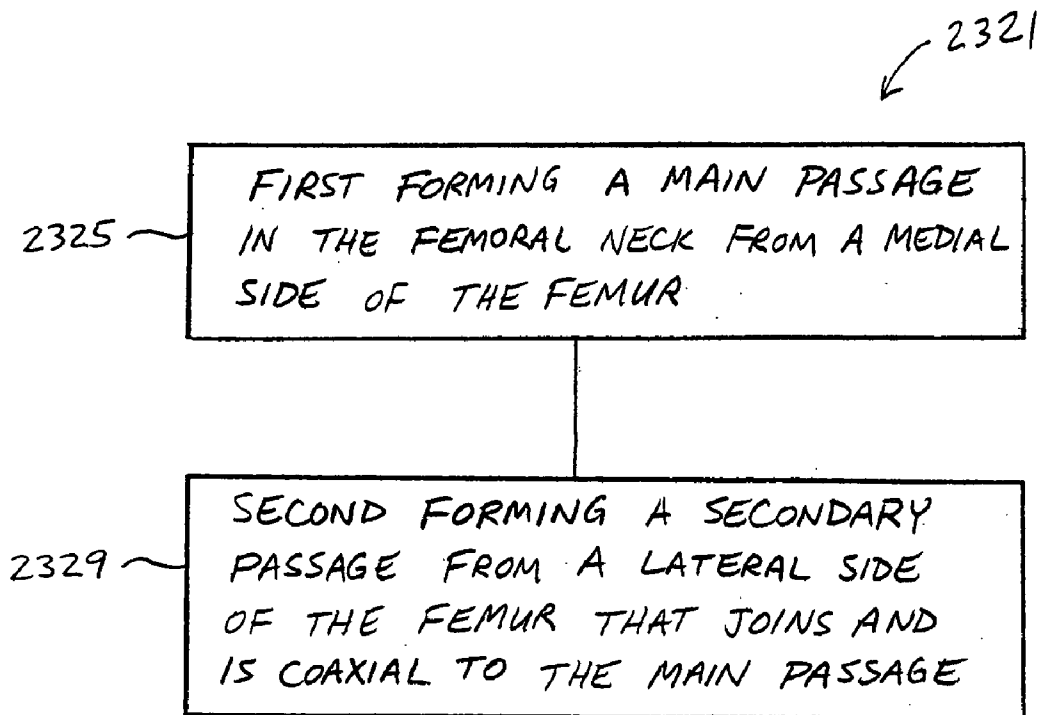 2321
FIRST FORMING A MAIN PASSAGE
2325
IN THE FEMORAL NECK FROM A MEDIAL
SIDE OF THE FEMUR
SECOND FORMING A SECONDARY
2329
PASSAGE FROM A LATERAL SIDE
OF THE FEMUR THAT JOINS AND
IS COAXIAL TO THE MAIN PASSAGE